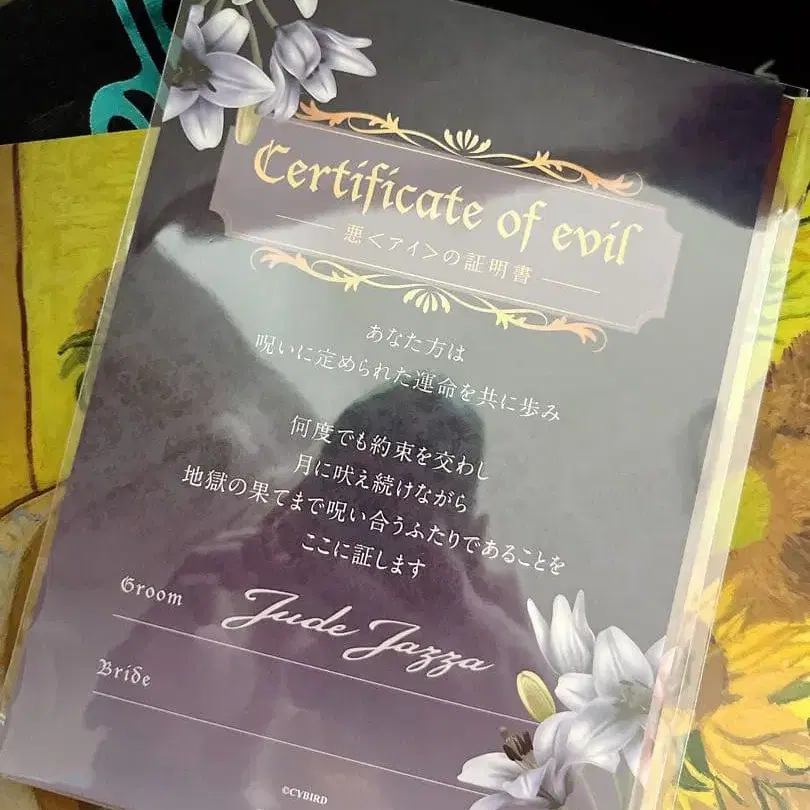 Certificate of evil
悪＜アイ＞の証明書
あなた方は
呪いに定められた運命を共に歩み
何度でも約束を交わし
月に吠え続けながら
地獄の果てまで呪い合うふたりであることを
ここに証します
Groom Jude Jazza
Bride
©CYBIRD